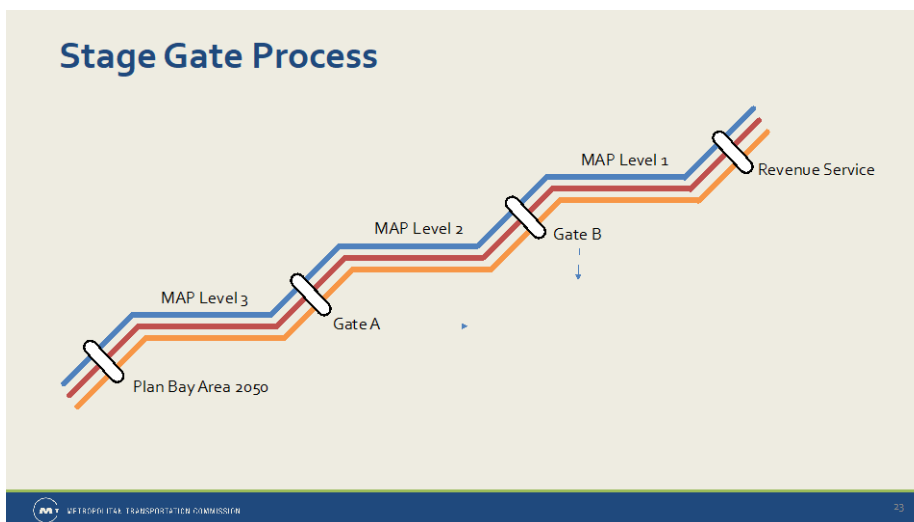 Stage Gate Process
MAP Level 1
Revenue Service
MAP Level 2
Gate B
MAP Level 3
Gate A
Plan Bay Area 2050
METROPOLITAN TRANSPORTATION COMMISSION
23